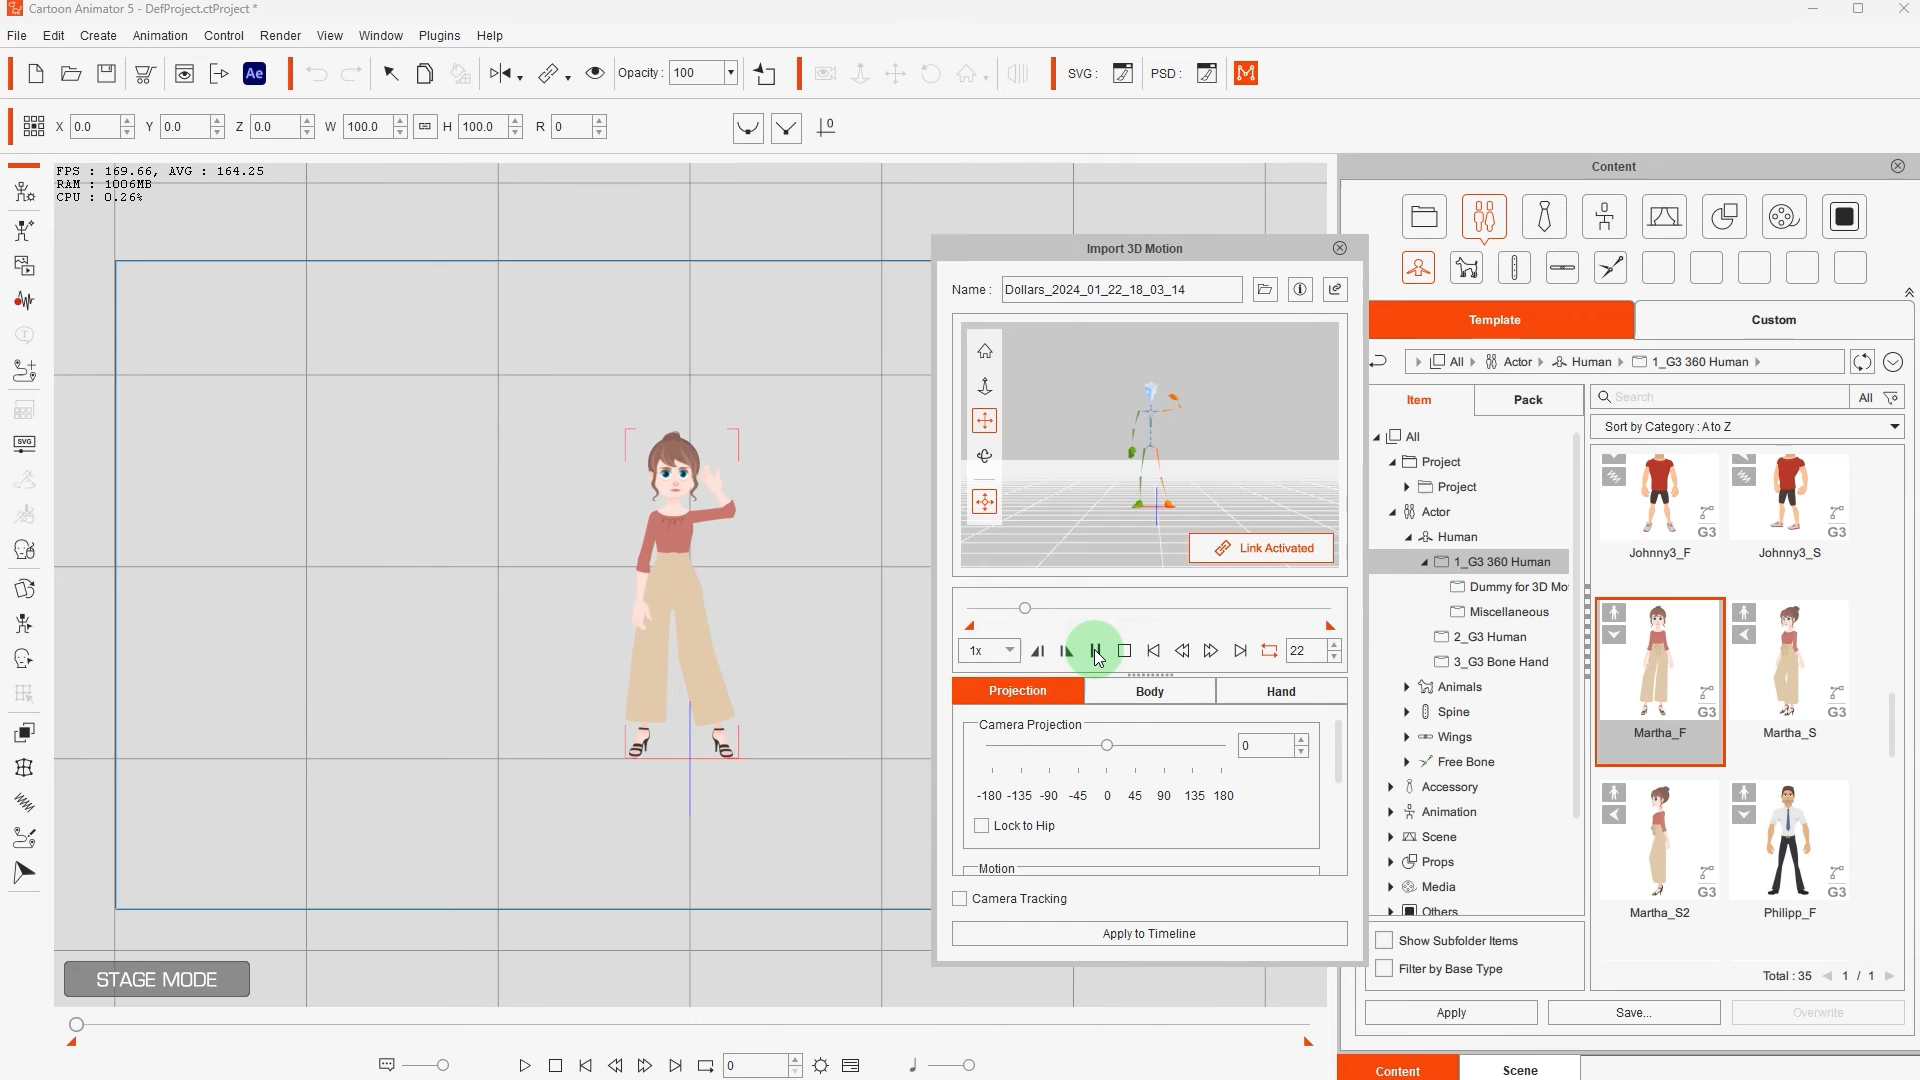 Cartoon Animator 5 - DefProject.ctProject *
File Edit Create Animation Control Render View Window Plugins Help
Ae Opacity : 100 SVG : PSD :
X 0.0 Y 0.0 Z 0.0 W 100.0 H 100.0 R 0 0
FPS : 169.66, AVG : 164.25
RAM : 1006MB
CPU : 0.26%
T
SVG
STAGE MODE
0
Import 3D Motion
Name : Dollars_2024_01_22_18_03_14
Link Activated
1x 22
Projection Body Hand
Camera Projection
0
-180 -135 -90 -45 0 45 90 135 180
Lock to Hip
Motion
Camera Tracking
Apply to Timeline
Content
Template Custom
All Actor Human 1_G3 360 Human
Item Pack
Search All
Sort by Category : A to Z
All
Project
Project
Actor
Human
1_G3 360 Human
Dummy for 3D Mo
Miscellaneous
2_G3 Human
3_G3 Bone Hand
Animals
Spine
Wings
Free Bone
Accessory
Animation
Scene
Props
Media
Others
G3 G3
Johnny3_F Johnny3_S
G3 G3
Martha_F Martha_S
G3 G3
Martha_S2 Philipp_F
Show Subfolder Items
Filter by Base Type
Total : 35 1 / 1
Apply Save... Overwrite
Content Scene